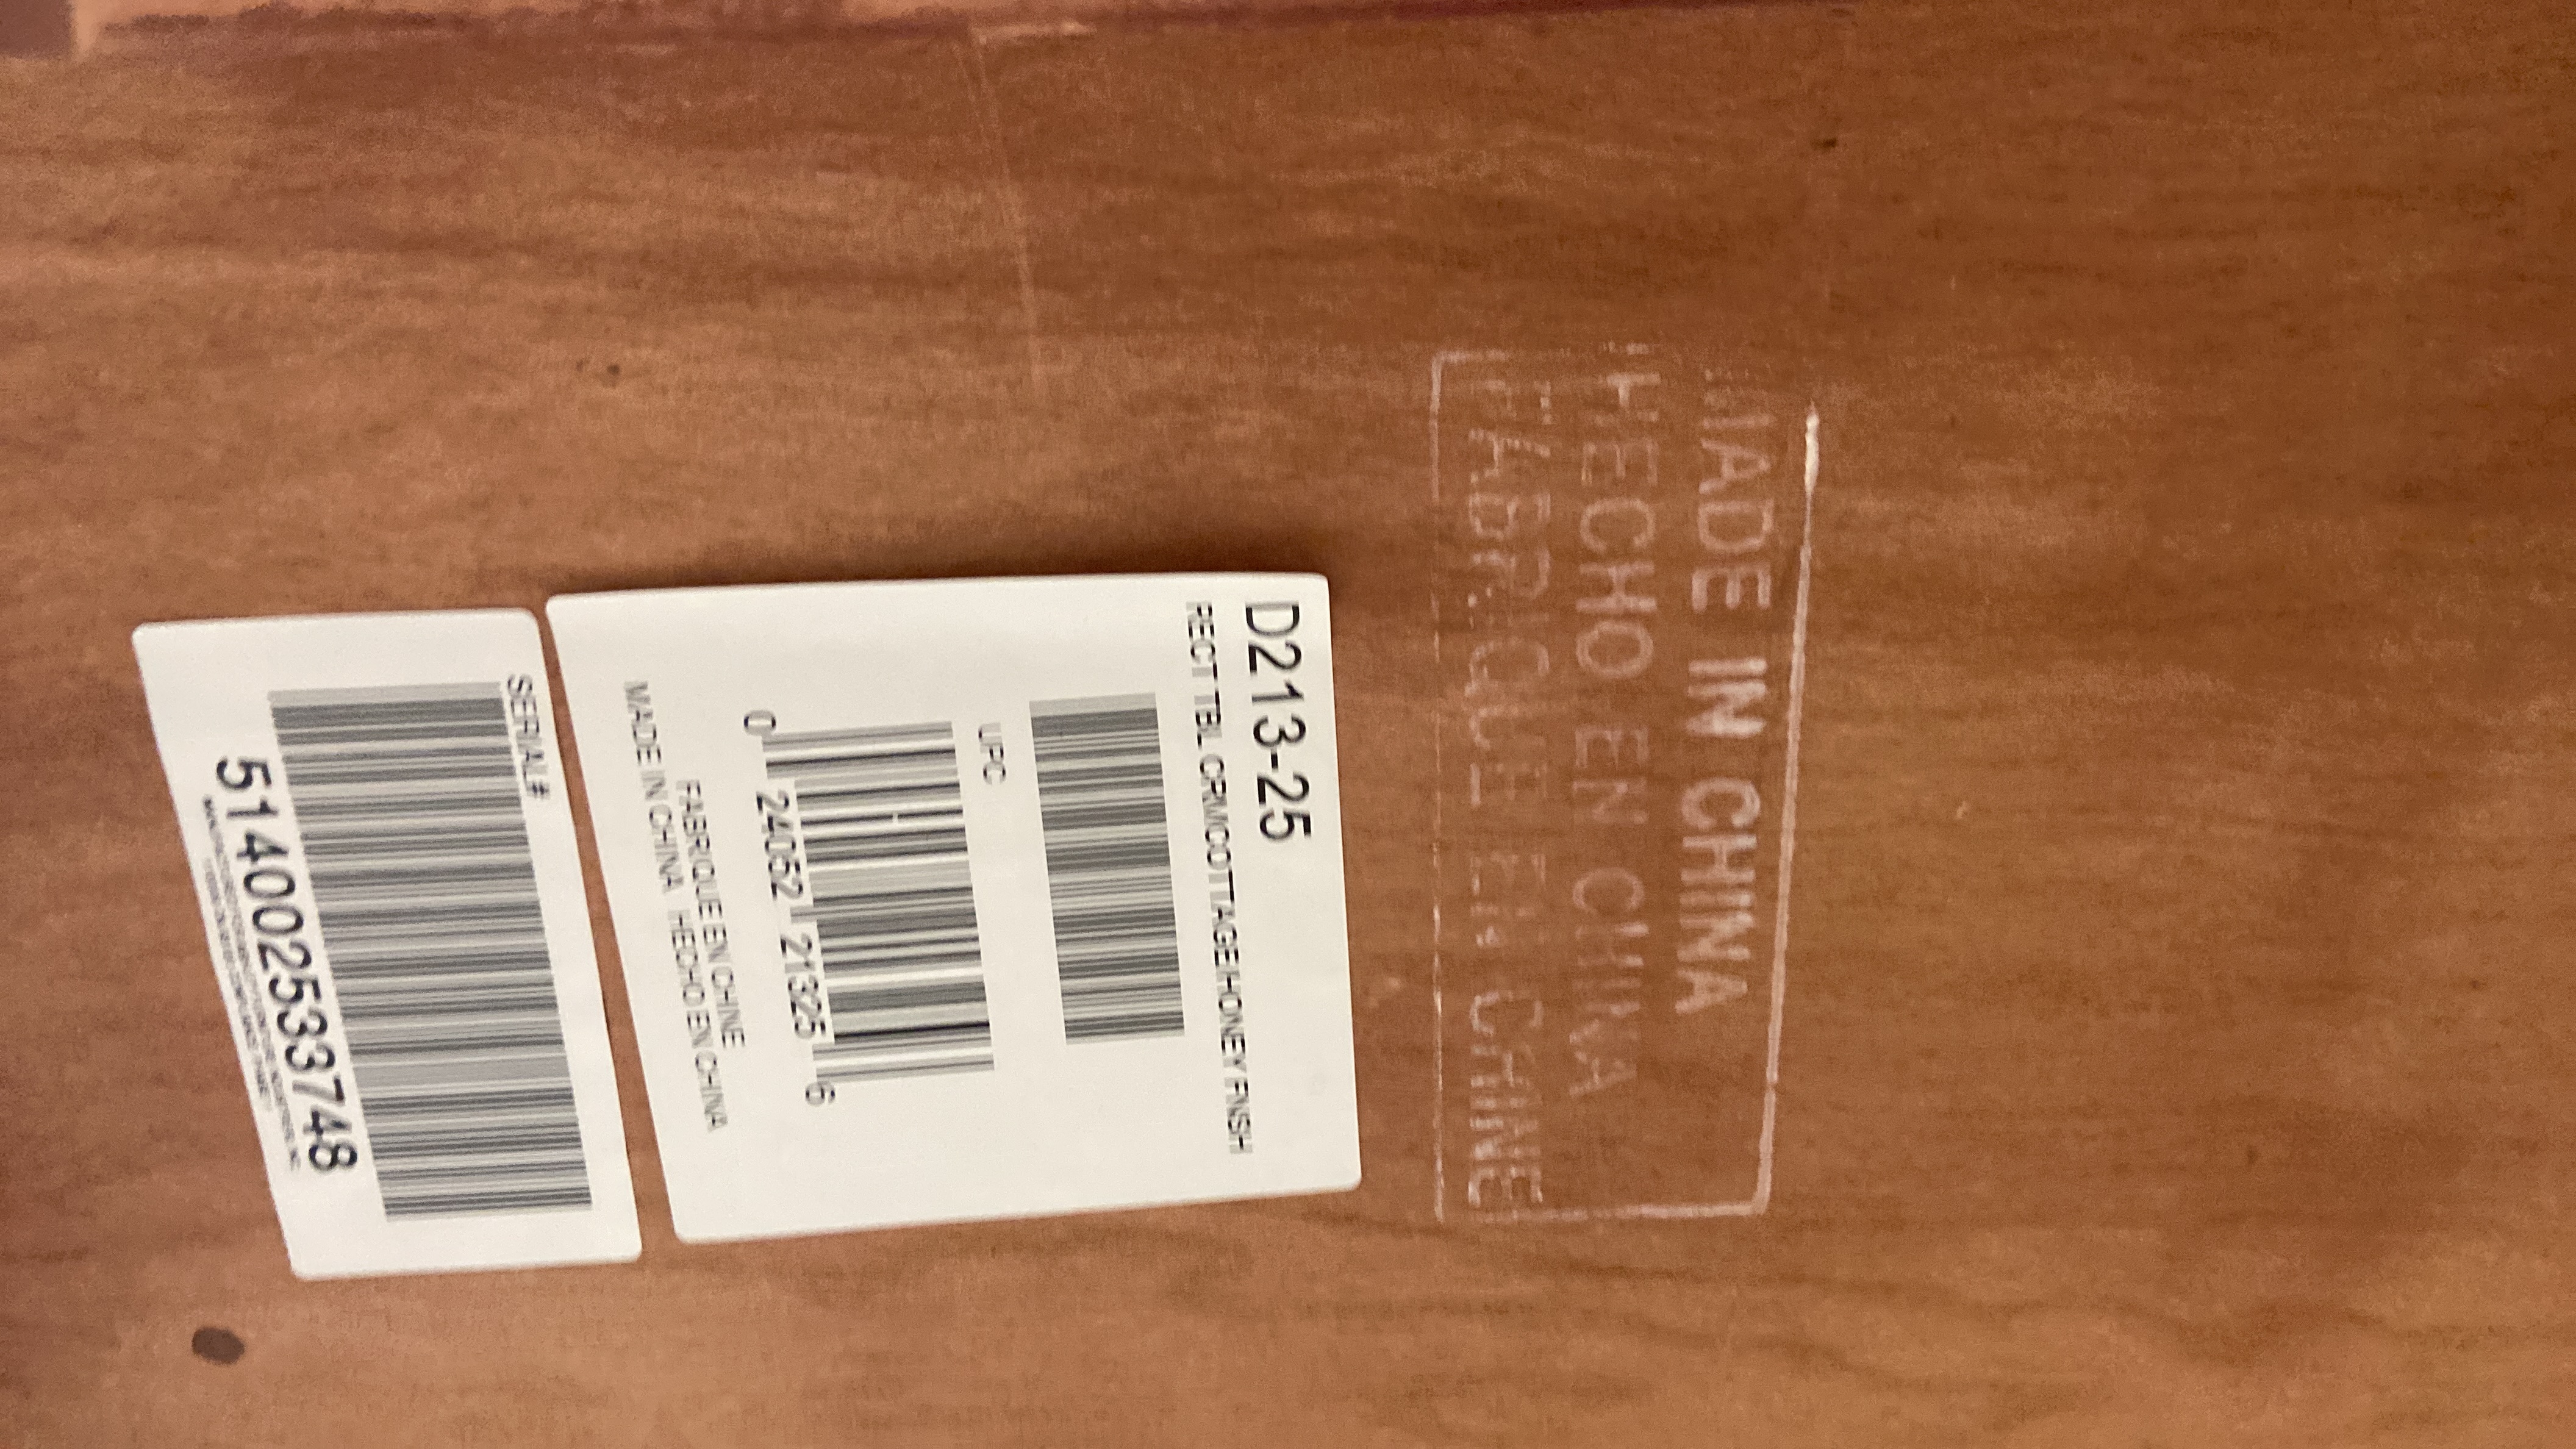 MADE IN CHINA
HECHO EN CHINA
FABRIQUE EN CHINE
D213-25
RECT TBL CRM/COTTAGE HONEY FNSH
UPC
0 24052 21325 6
FABRIQUE EN CHINE
MADE IN CHINA HECHO EN CHINA
SERIAL#
514002533748